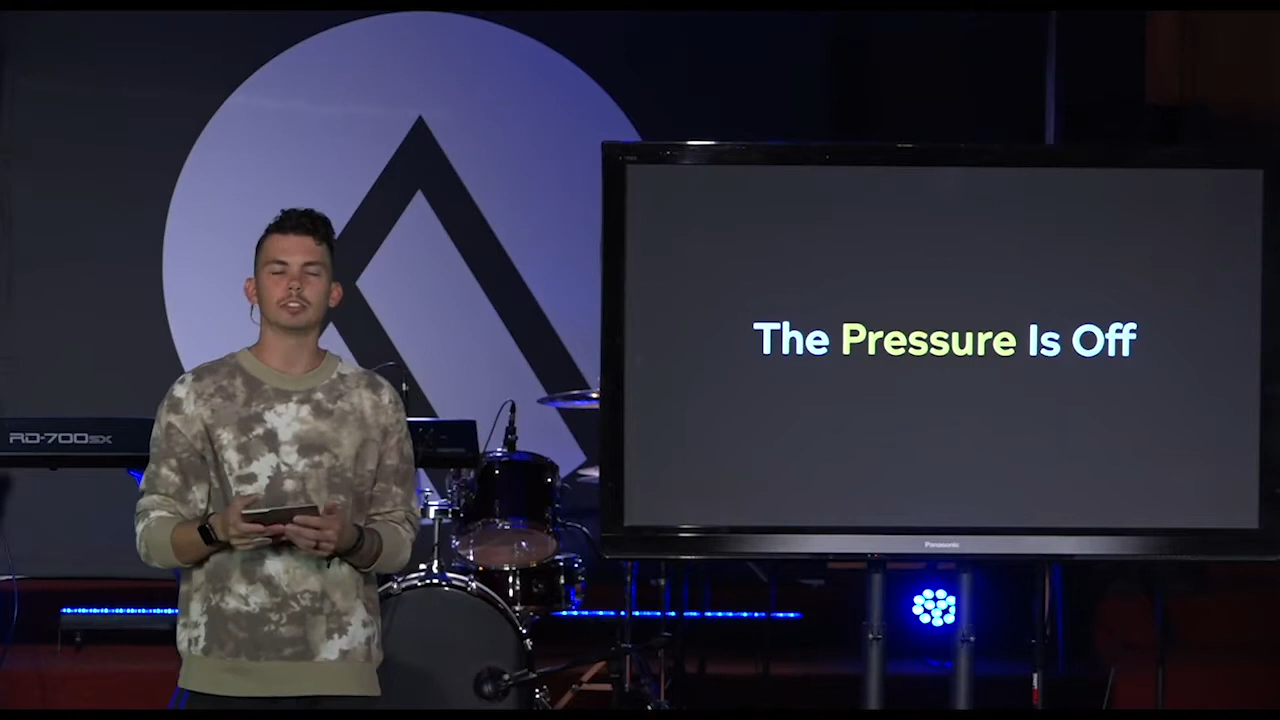 The Pressure Is Off
RD-700SX
Panasonic